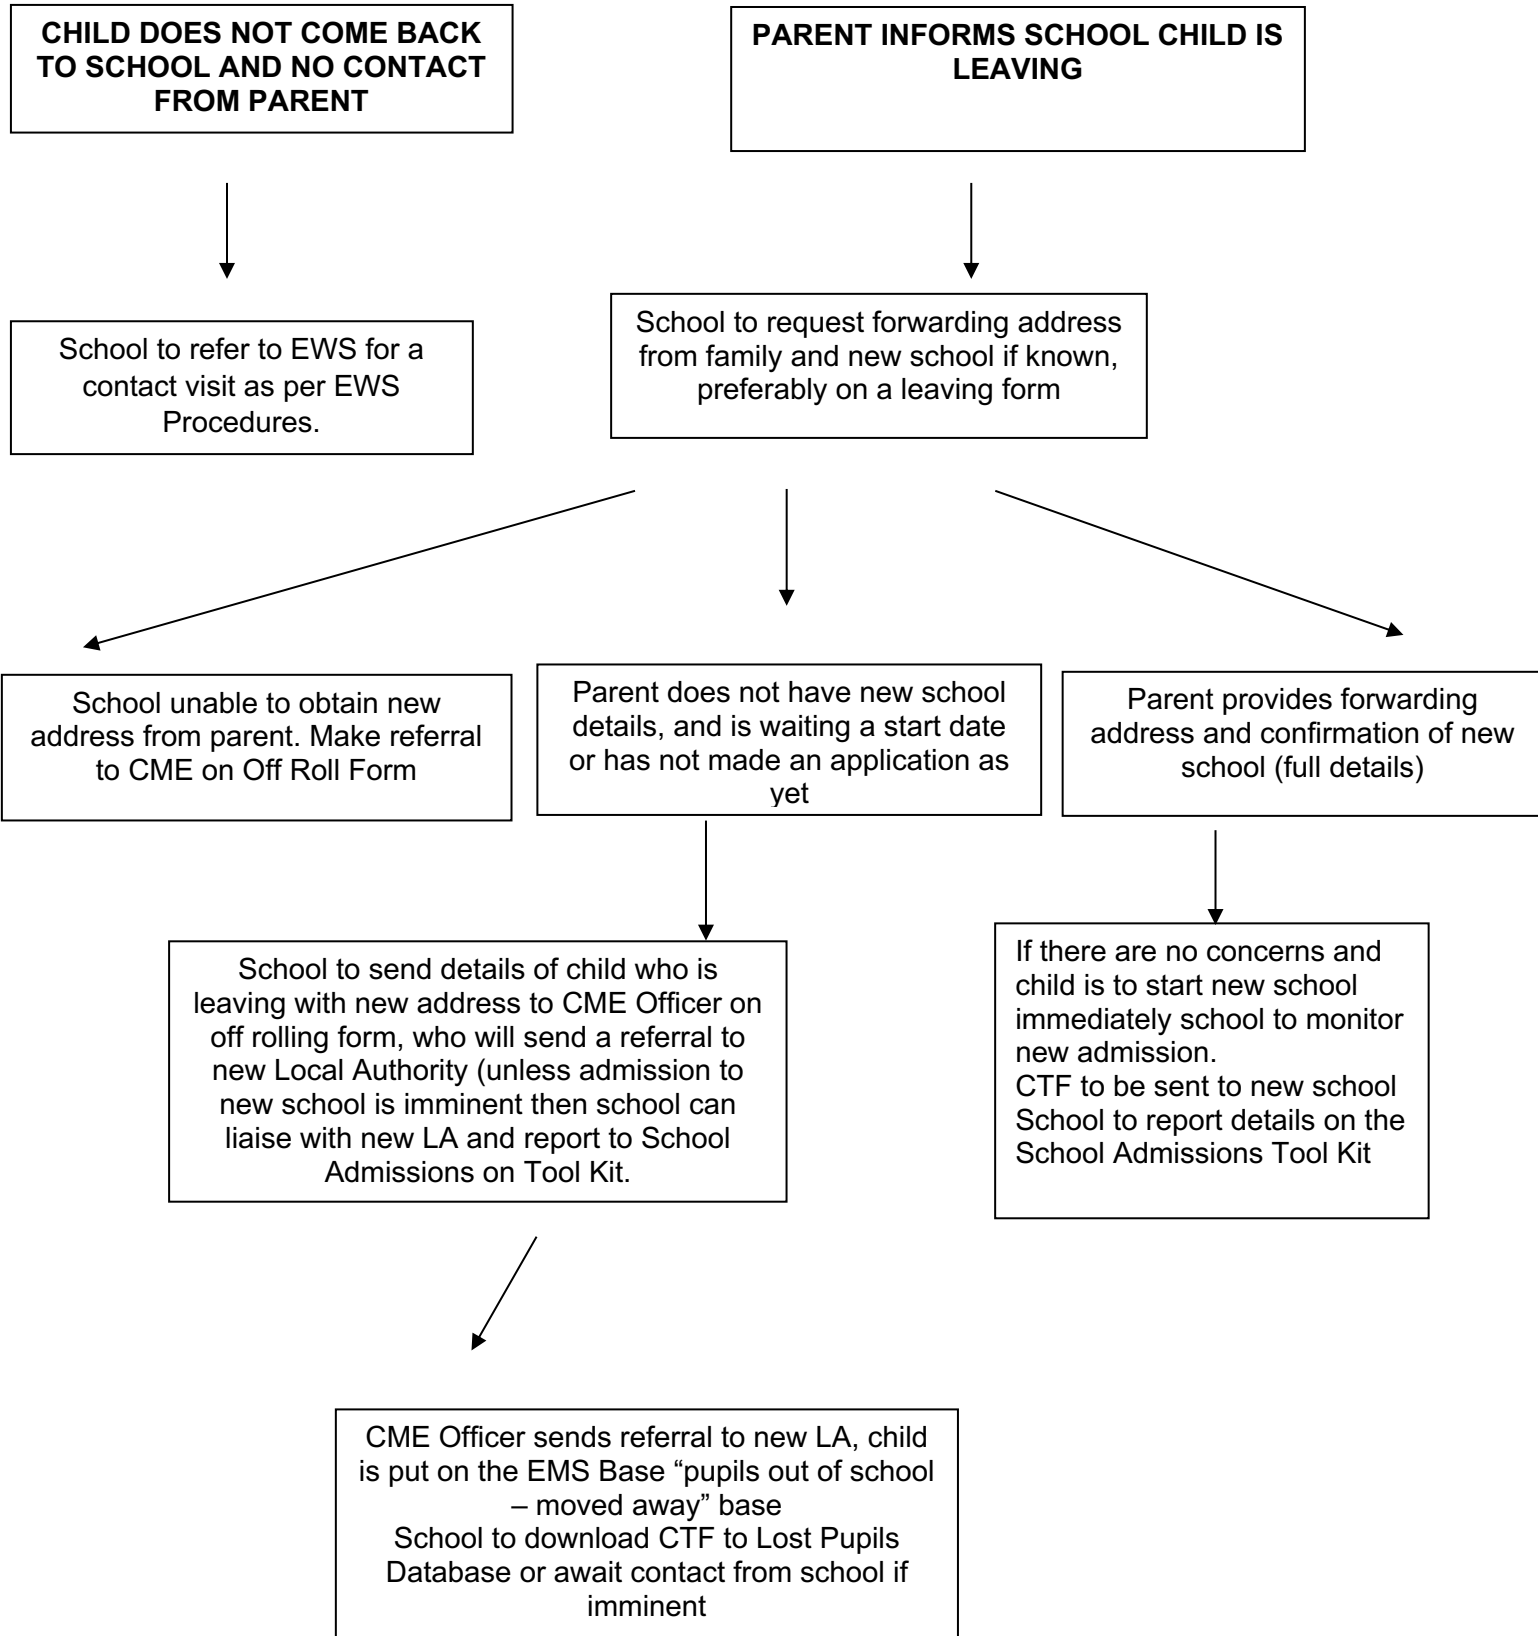 CHILD DOES NOT COME BACK
TO SCHOOL AND NO CONTACT
FROM PARENT
PARENT INFORMS SCHOOL CHILD IS
LEAVING
School to refer to EWS for a
contact visit as per EWS
Procedures.
School to request forwarding address
from family and new school if known,
preferably on a leaving form
School unable to obtain new
address from parent. Make referral
to CME on Off Roll Form
Parent does not have new school
details, and is waiting a start date
or has not made an application as
yet
Parent provides forwarding
address and confirmation of new
school (full details)
School to send details of child who is
leaving with new address to CME Officer on
off rolling form, who will send a referral to
new Local Authority (unless admission to
new school is imminent then school can
liaise with new LA and report to School
Admissions on Tool Kit.
If there are no concerns and
child is to start new school
immediately school to monitor
new admission.
CTF to be sent to new school
School to report details on the
School Admissions Tool Kit
CME Officer sends referral to new LA, child
is put on the EMS Base “pupils out of school
– moved away” base
School to download CTF to Lost Pupils
Database or await contact from school if
imminent